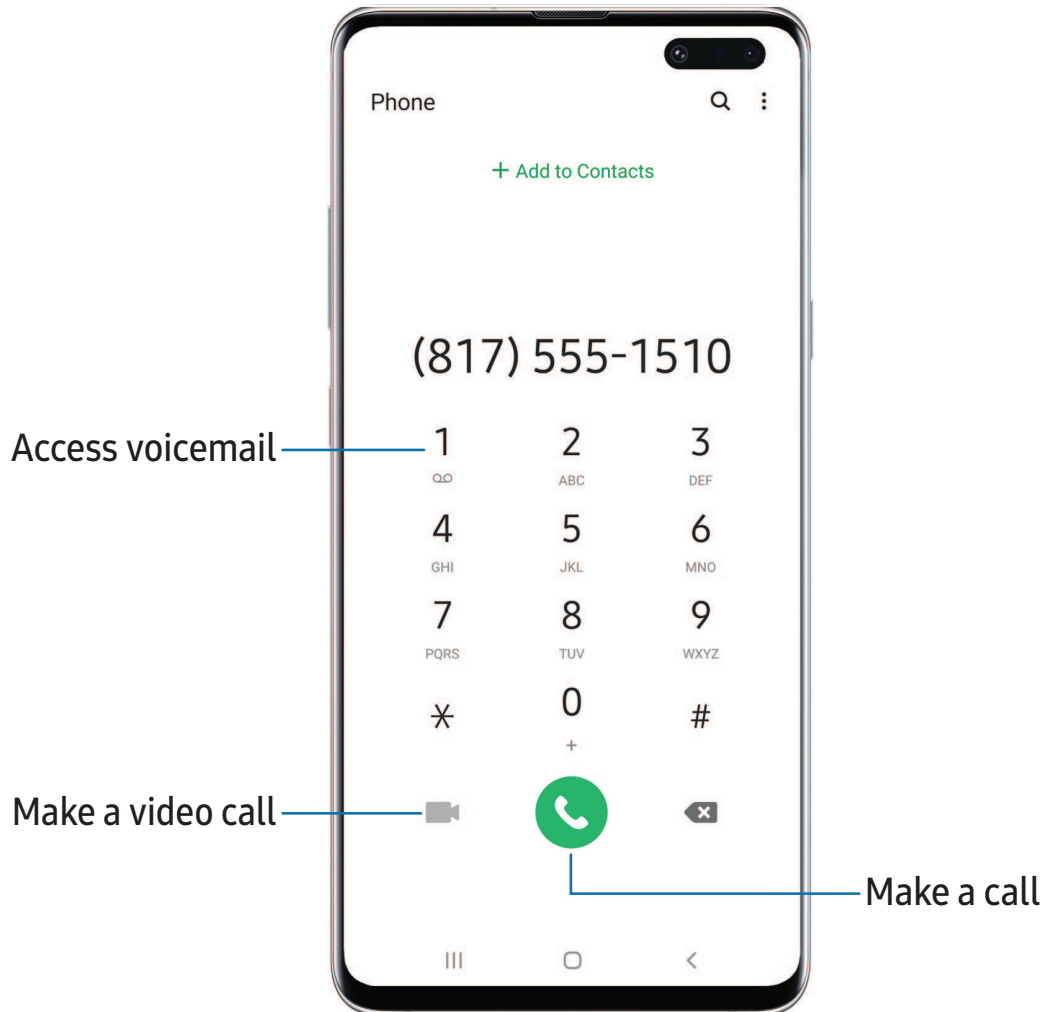 Phone
+ Add to Contacts
(817) 555-1510
Access voicemail
1 2 3
ABC DEF
4 5 6
GHI JKL MNO
7 8 9
PQRS TUV WXYZ
* 0 #
+
Make a video call
Make a call